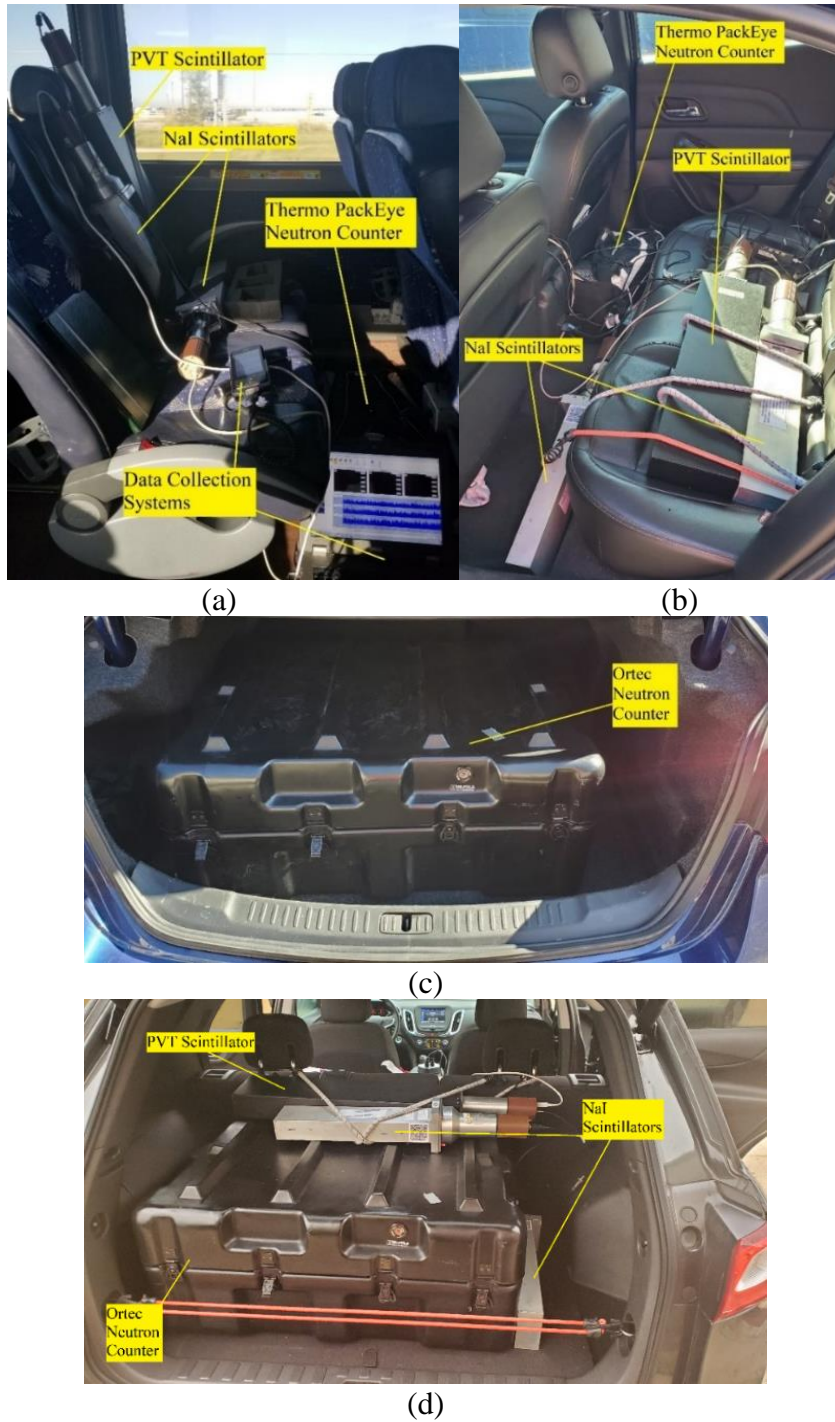 PVT Scintillator
NaI Scintillators
Thermo PackEye
Neutron Counter
Data Collection
Systems
(a)
Thermo PackEye
Neutron Counter
PVT Scintillator
NaI Scintillators
(b)
Ortec
Neutron
Counter
(c)
PVT Scintillator
NaI
Scintillators
Ortec
Neutron
Counter
(d)